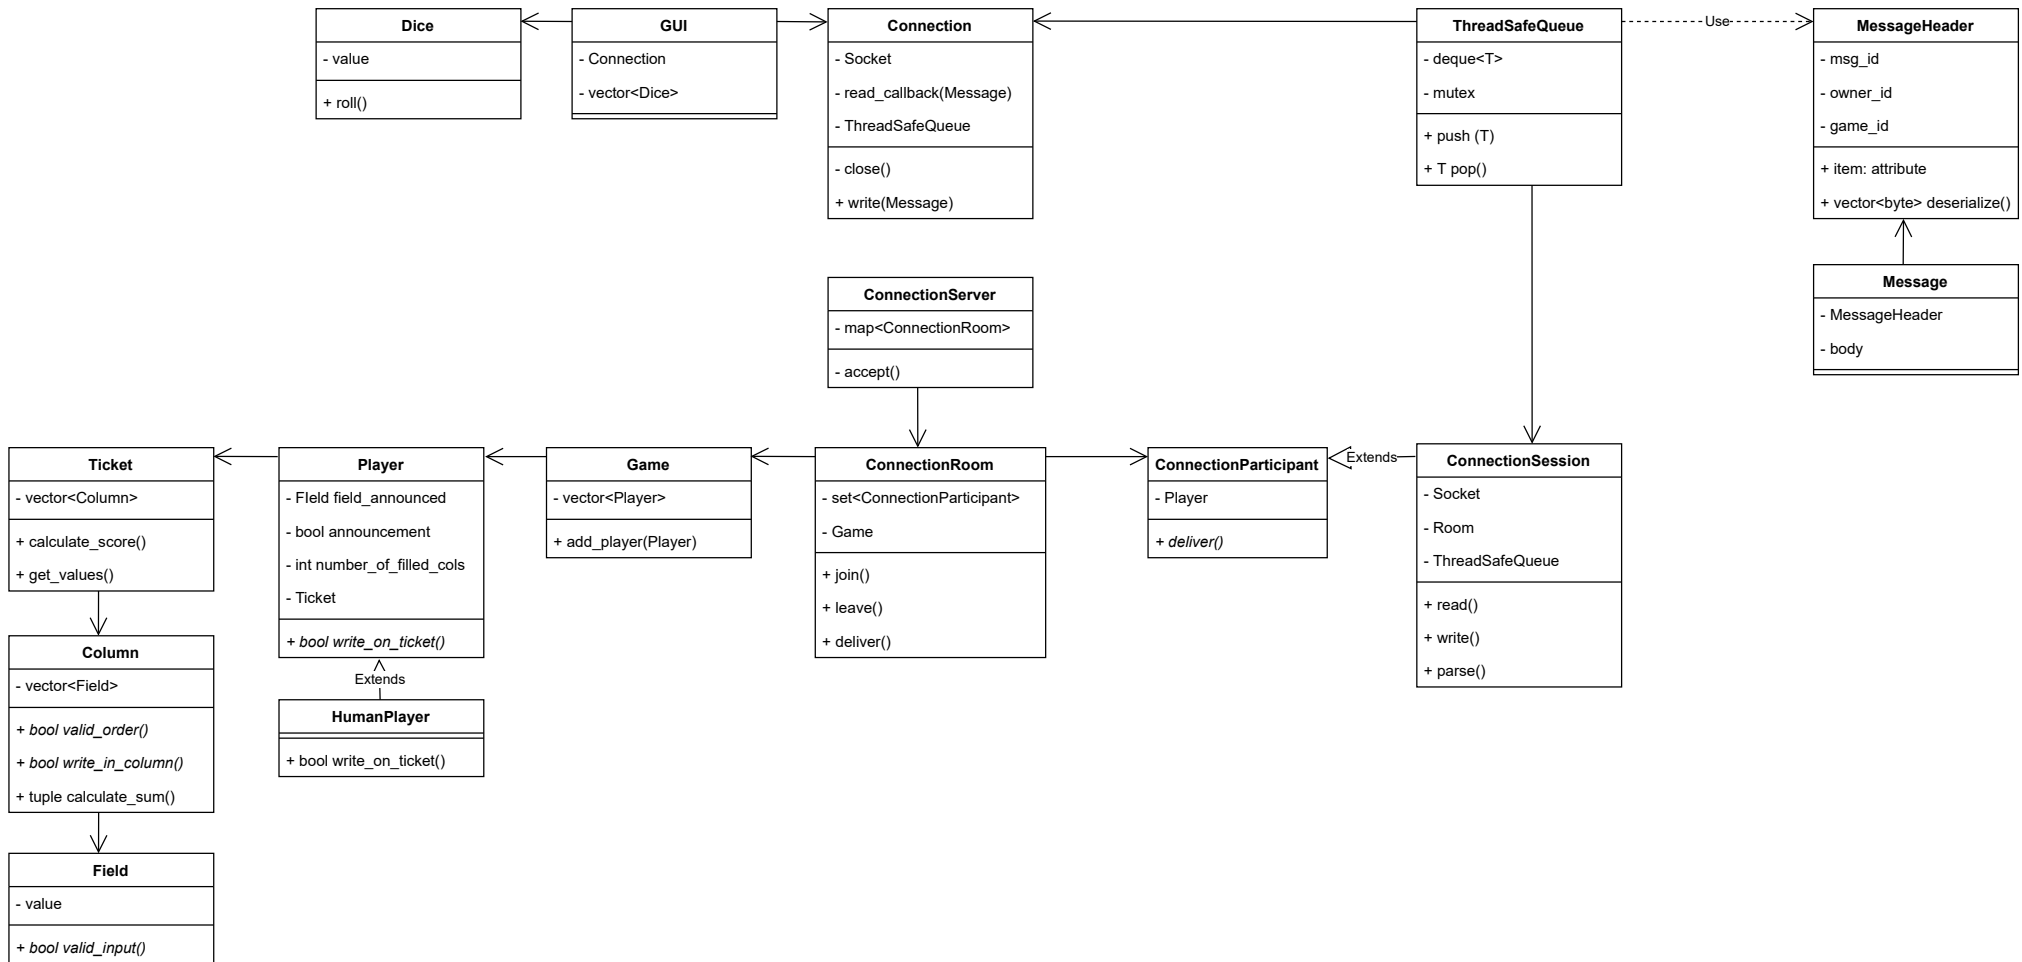 Dice
- value
+ roll()
GUI
- Connection
- vector<Dice>
Connection
- Socket
- read_callback(Message)
- ThreadSafeQueue
- close()
+ write(Message)
ThreadSafeQueue
- deque<T>
- mutex
+ push (T)
+ T pop()
Use
MessageHeader
- msg_id
- owner_id
- game_id
+ item: attribute
+ vector<byte> deserialize()
Message
- MessageHeader
- body
ConnectionServer
- map<ConnectionRoom>
- accept()
Ticket
- vector<Column>
+ calculate_score()
+ get_values()
Player
- FIeld field_announced
- bool announcement
- int number_of_filled_cols
- Ticket
+ bool write_on_ticket()
Game
- vector<Player>
+ add_player(Player)
ConnectionRoom
- set<ConnectionParticipant>
- Game
+ join()
+ leave()
+ deliver()
ConnectionParticipant
- Player
+ deliver()
Extends
ConnectionSession
- Socket
- Room
- ThreadSafeQueue
+ read()
+ write()
+ parse()
Column
- vector<Field>
+ bool valid_order()
+ bool write_in_column()
+ tuple calculate_sum()
Extends
HumanPlayer
+ bool write_on_ticket()
Field
- value
+ bool valid_input()